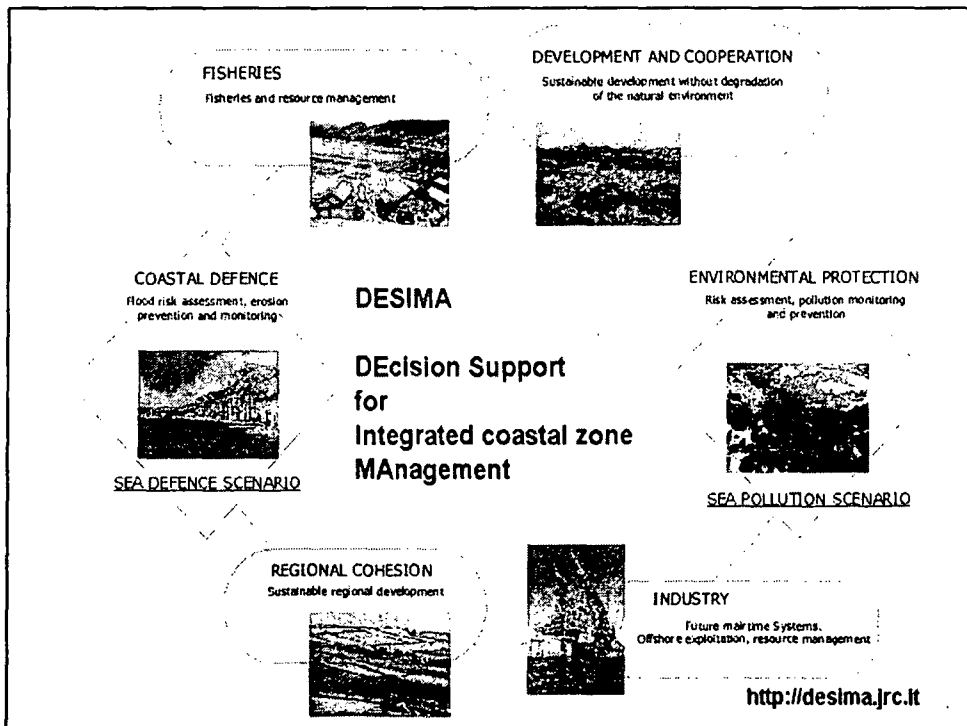 FISHERIES
Fisheries and resource management
DEVELOPMENT AND COOPERATION
Sustainable development without degradation
of the natural environment
COASTAL DEFENCE
Flood risk assessment, erosion
prevention and monitoring
SEA DEFENCE SCENARIO
DESIMA
DEcision Support
for
Integrated coastal zone
MAnagement
ENVIRONMENTAL PROTECTION
Risk assessment, pollution monitoring
and prevention
SEA POLLUTION SCENARIO
REGIONAL COHESION
Sustainable regional development
INDUSTRY
Future mairtime Systems.
Offshore exploitation, resource management
http://desima.jrc.it